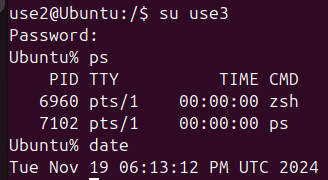 use2@Ubuntu:/$ su use3
Password:
Ubuntu% ps
    PID TTY          TIME CMD
   6960 pts/1    00:00:00 zsh
   7102 pts/1    00:00:00 ps
Ubuntu% date
Tue Nov 19 06:13:12 PM UTC 2024